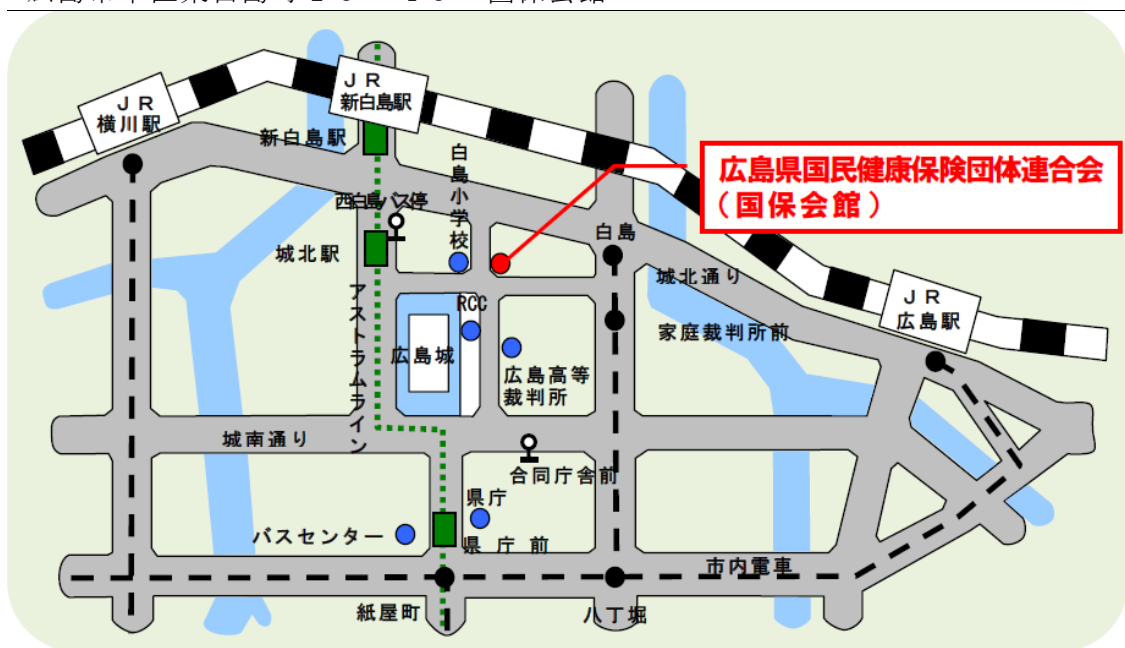 ＪＲ
新白島駅
ＪＲ
横川駅
新白島駅
白島小学校
広島県国民健康保険団体連合会
（国保会館）
西白島バス停
白島
城北駅
城北通り
アストラムライン
RCC
ＪＲ
広島駅
家庭裁判所前
広島城
広島高等
裁判所
城南通り
合同庁舎前
県庁
バスセンター
県庁前
市内電車
紙屋町
八丁堀